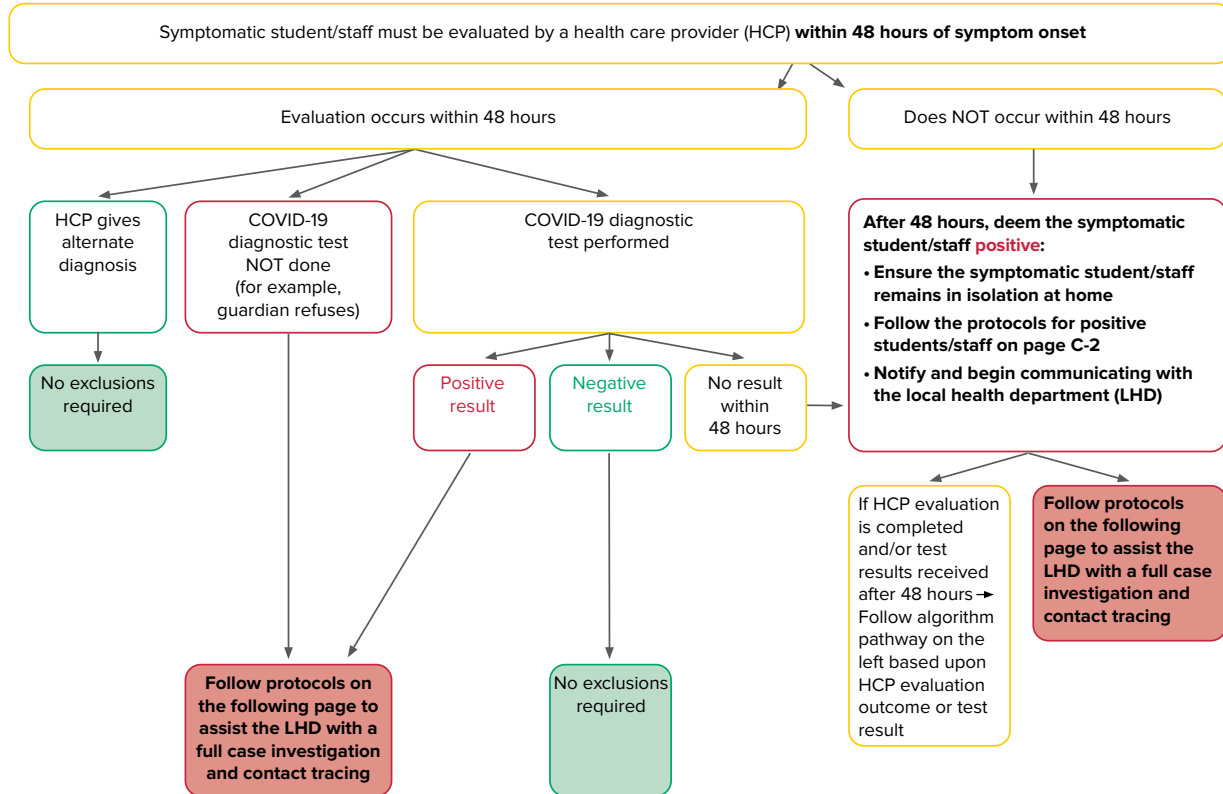 Symptomatic student/staff must be evaluated by a health care provider (HCP) within 48 hours of symptom onset
Evaluation occurs within 48 hours
Does NOT occur within 48 hours
HCP gives
alternate
diagnosis
COVID-19
diagnostic test
NOT done
(for example,
guardian refuses)
COVID-19 diagnostic
test performed
After 48 hours, deem the symptomatic
student/staff positive:
• Ensure the symptomatic student/staff
remains in isolation at home
• Follow the protocols for positive
students/staff on page C-2
• Notify and begin communicating with
the local health department (LHD)
No exclusions
required
Positive
result
Negative
result
No result
within
48 hours
If HCP evaluation
is completed
and/or test
results received
after 48 hours →
Follow algorithm
pathway on the
left based upon
HCP evaluation
outcome or test
result
Follow protocols
on the following
page to assist the
LHD with a full case
investigation and
contact tracing
Follow protocols on
the following page to
assist the LHD with a
full case investigation
and contact tracing
No exclusions
required